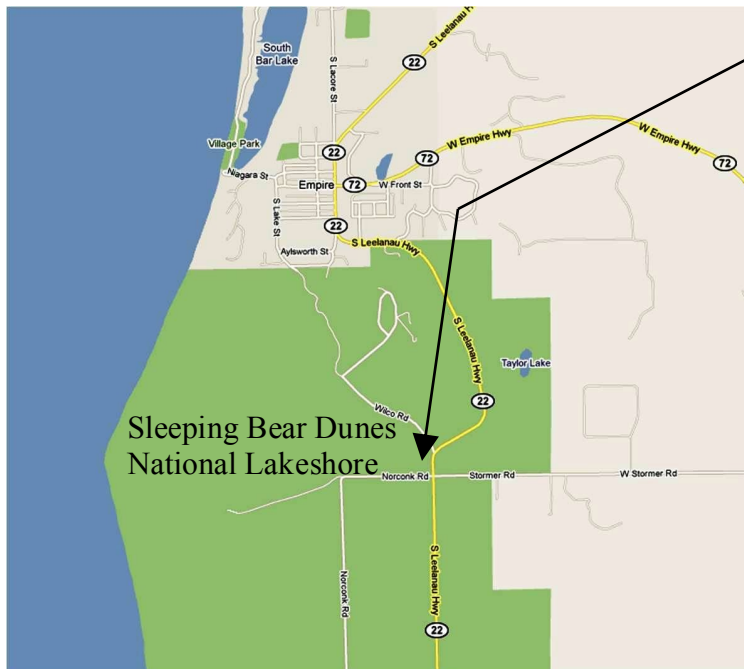 S Leelanau Hwy
22
South
Bar Lake
S Lacore St
Village Park
22
W Empire Hwy
72
W Empire Hwy
72
Niagara St
Empire
72
W Front St
S Lake St
22
S Leelanau Hwy
Aylsworth St
S Leelanau Hwy
Taylor Lake
22
Wilco Rd
Sleeping Bear Dunes
National Lakeshore
Norconk Rd
Stormer Rd
W Stormer Rd
Norconk Rd
S Leelanau Hwy
22